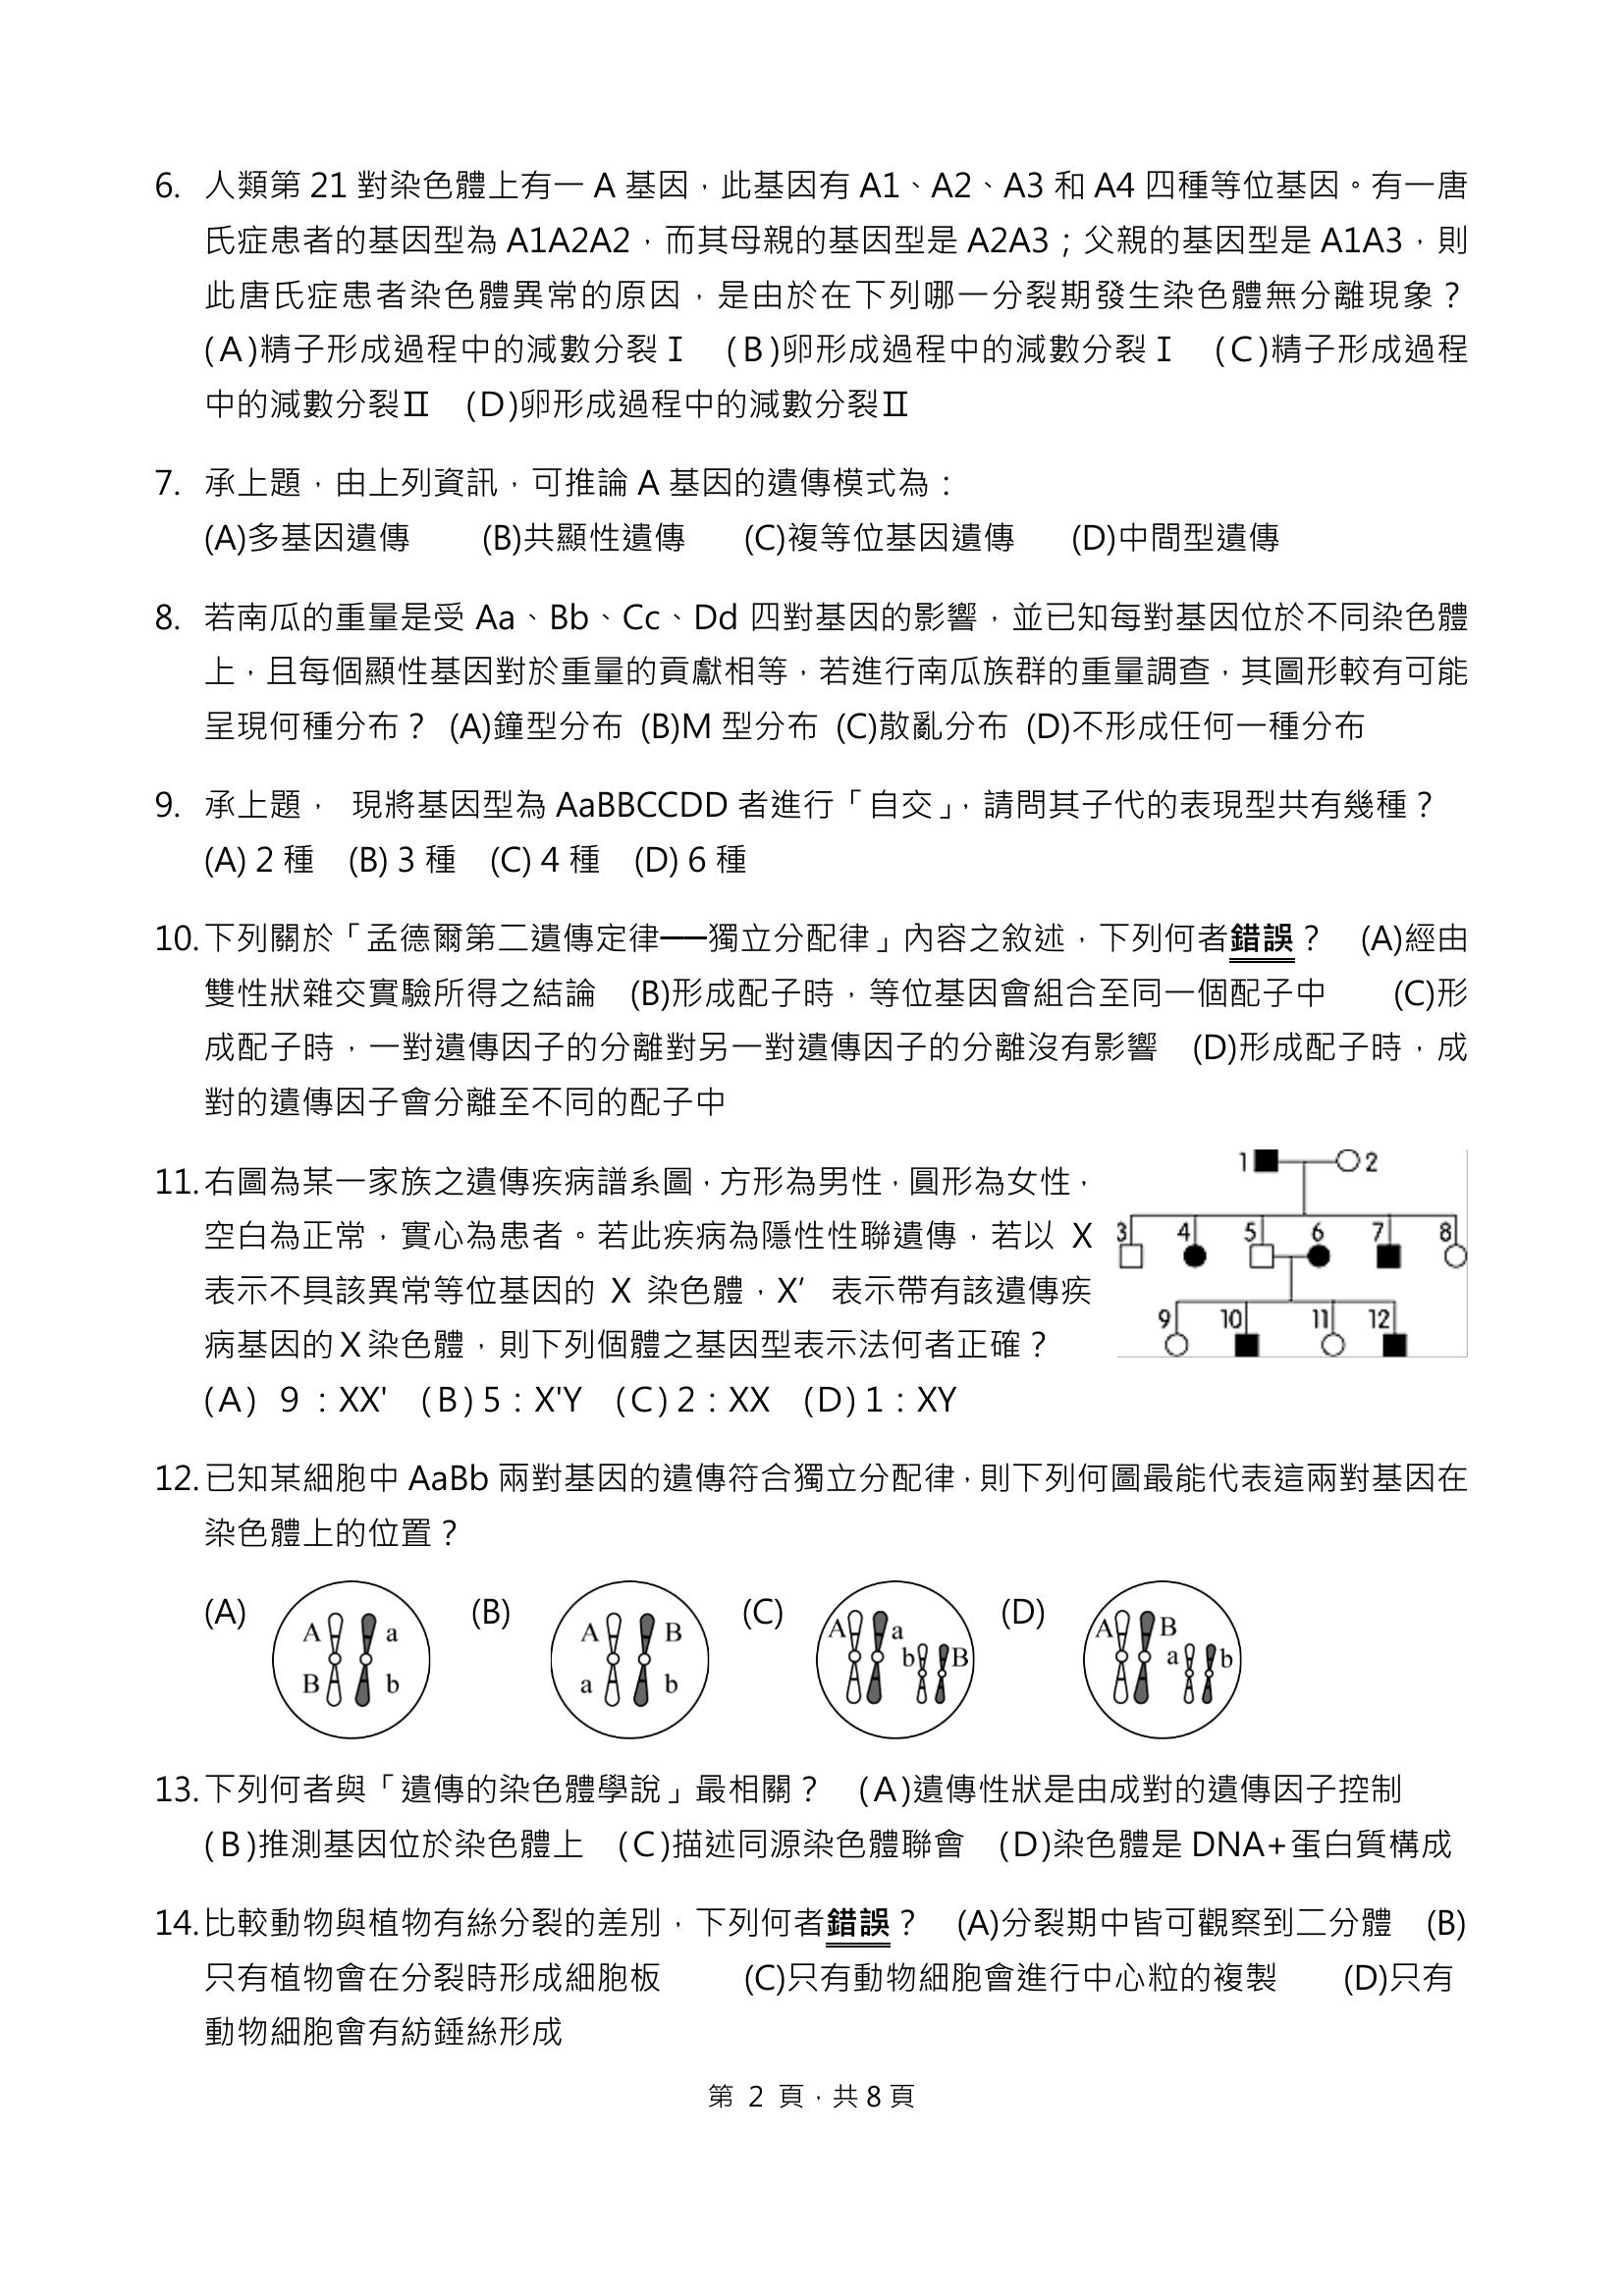 6. 人類第 21 對染色體上有一 A 基因，此基因有 A1、A2、A3 和 A4 四種等位基因。有一唐
氏症患者的基因型為 A1A2A2，而其母親的基因型是 A2A3；父親的基因型是 A1A3，則
此唐氏症患者染色體異常的原因，是由於在下列哪一分裂期發生染色體無分離現象？
(A)精子形成過程中的減數分裂Ⅰ (B)卵形成過程中的減數分裂Ⅰ (C)精子形成過程
中的減數分裂Ⅱ (D)卵形成過程中的減數分裂Ⅱ
7. 承上題，由上列資訊，可推論 A 基因的遺傳模式為：
(A)多基因遺傳 (B)共顯性遺傳 (C)複等位基因遺傳 (D)中間型遺傳
8. 若南瓜的重量是受 Aa、Bb、Cc、Dd 四對基因的影響，並已知每對基因位於不同染色體
上，且每個顯性基因對於重量的貢獻相等，若進行南瓜族群的重量調查，其圖形較有可能
呈現何種分布？ (A)鐘型分布 (B)M 型分布 (C)散亂分布 (D)不形成任何一種分布
9. 承上題， 現將基因型為 AaBBCCDD 者進行「自交」，請問其子代的表現型共有幾種？
(A) 2 種 (B) 3 種 (C) 4 種 (D) 6 種
10. 下列關於「孟德爾第二遺傳定律──獨立分配律」內容之敘述，下列何者錯誤？ (A)經由
雙性狀雜交實驗所得之結論 (B)形成配子時，等位基因會組合至同一個配子中 (C)形
成配子時，一對遺傳因子的分離對另一對遺傳因子的分離沒有影響 (D)形成配子時，成
對的遺傳因子會分離至不同的配子中
11. 右圖為某一家族之遺傳疾病譜系圖，方形為男性，圓形為女性，
空白為正常，實心為患者。若此疾病為隱性性聯遺傳，若以 X
表示不具該異常等位基因的 X 染色體，X′ 表示帶有該遺傳疾
病基因的 X 染色體，則下列個體之基因型表示法何者正確？
(A) 9：XX' (B) 5：X'Y (C) 2：XX (D) 1：XY
1 2
3 4 5 6 7 8
9 10 11 12
12. 已知某細胞中 AaBb 兩對基因的遺傳符合獨立分配律，則下列何圖最能代表這兩對基因在
染色體上的位置？
(A) (B) (C) (D)
A a A B A a A B
b B a b
B b a b
13. 下列何者與「遺傳的染色體學說」最相關？ (A)遺傳性狀是由成對的遺傳因子控制
(B)推測基因位於染色體上 (C)描述同源染色體聯會 (D)染色體是 DNA+蛋白質構成
14. 比較動物與植物有絲分裂的差別，下列何者錯誤？ (A)分裂期中皆可觀察到二分體 (B)
只有植物會在分裂時形成細胞板 (C)只有動物細胞會進行中心粒的複製 (D)只有
動物細胞會有紡錘絲形成
第 2 頁，共 8 頁